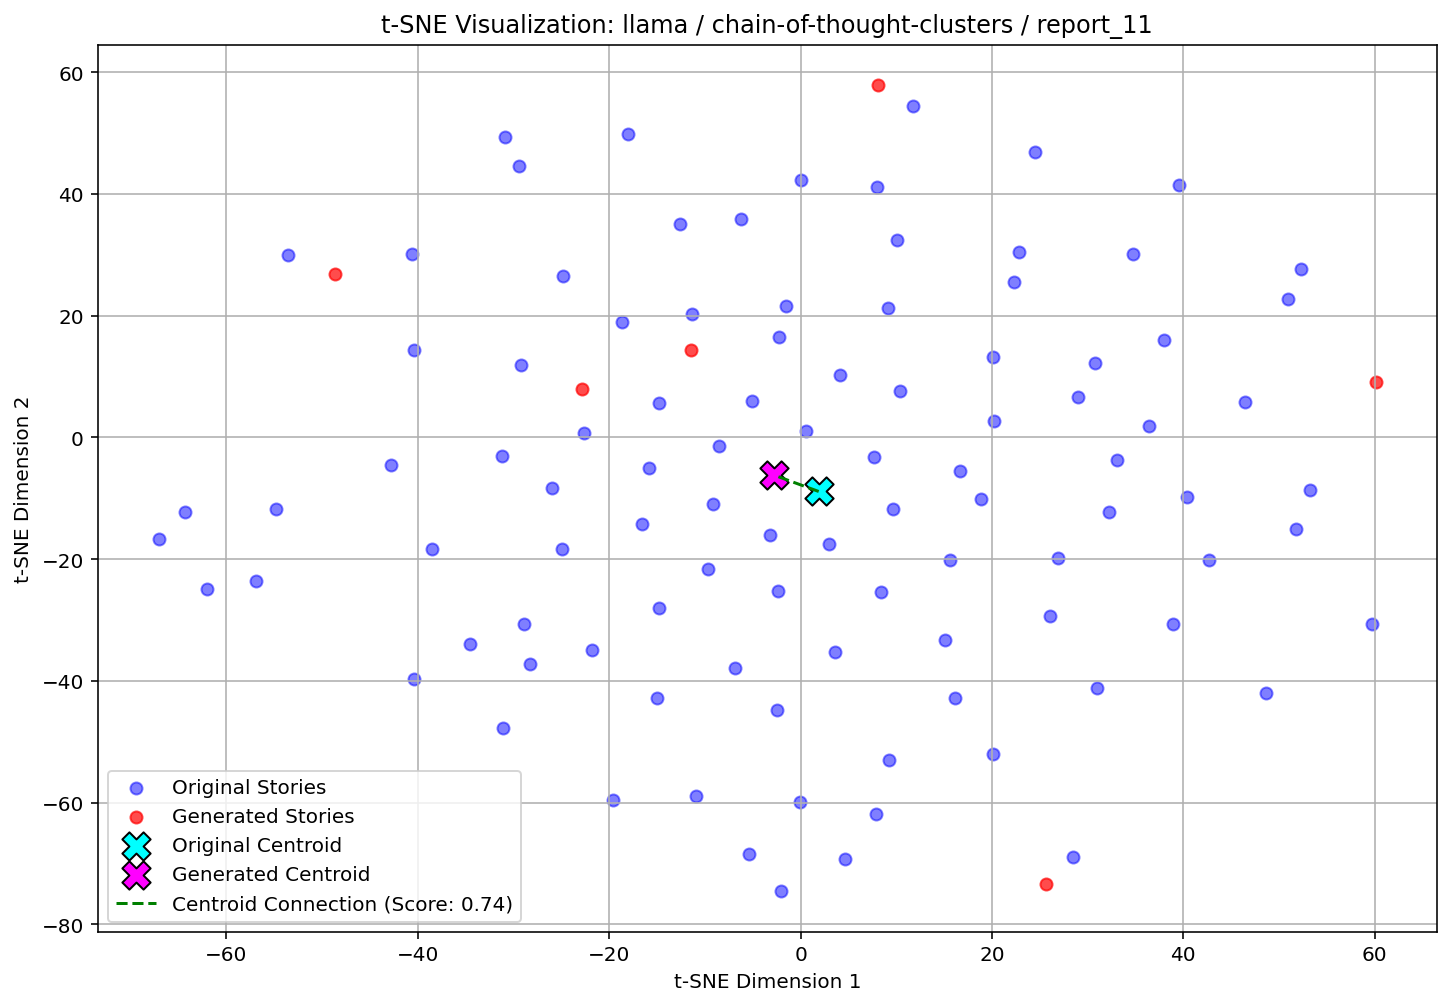 t-SNE Visualization: llama / chain-of-thought-clusters / report_11
60
40
20
0
−20
−40
−60
−80
t-SNE Dimension 2
Original Stories
Generated Stories
Original Centroid
Generated Centroid
Centroid Connection (Score: 0.74)
−60
−40
−20
0
20
40
60
t-SNE Dimension 1